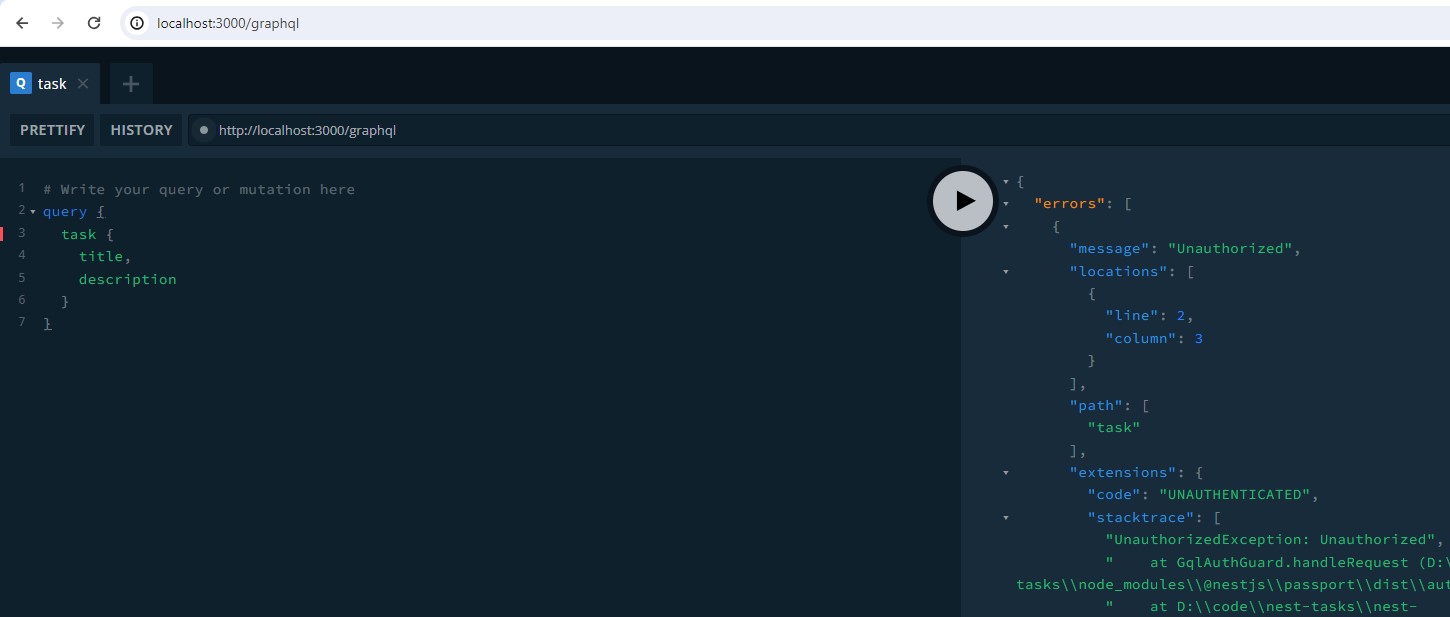 localhost:3000/graphql
Q task
PRETTIFY HISTORY http://localhost:3000/graphql
1 # Write your query or mutation here
2 query {
3 task {
4 title,
5 description
6 }
7 }
{
"errors": [
{
"message": "Unauthorized",
"locations": [
{
"line": 2,
"column": 3
}
],
"path": [
"task"
],
"extensions": {
"code": "UNAUTHENTICATED",
"stacktrace": [
"UnauthorizedException: Unauthorized",
" at GqlAuthGuard.handleRequest (D:\
tasks\\node_modules\\@nestjs\\passport\\dist\\aut
" at D:\\code\\nest-tasks\\nest-